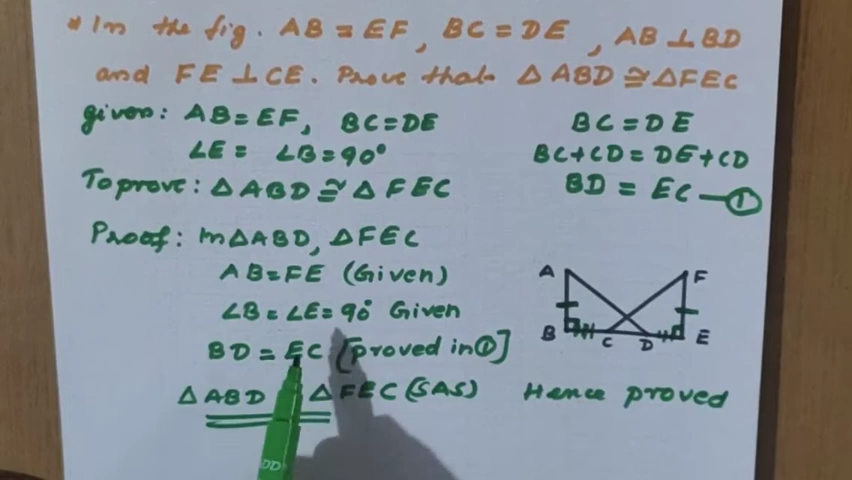 * In the fig. AB = EF, BC = DE, AB ⊥ BD
and FE ⊥ CE. Prove that △ ABD ≅ △FEC
given: AB = EF, BC = DE
∠E = ∠B = 90°
To prove: △ ABD ≅ △ FEC
BC = DE
BC + CD = DE + CD
BD = EC — ①
Proof: In △ABD, △FEC
AB = FE (Given)
∠B = ∠E = 90° Given
BD = EC [proved in ①]
△ ABD △ FEC (SAS) Hence proved
A F
B C D E